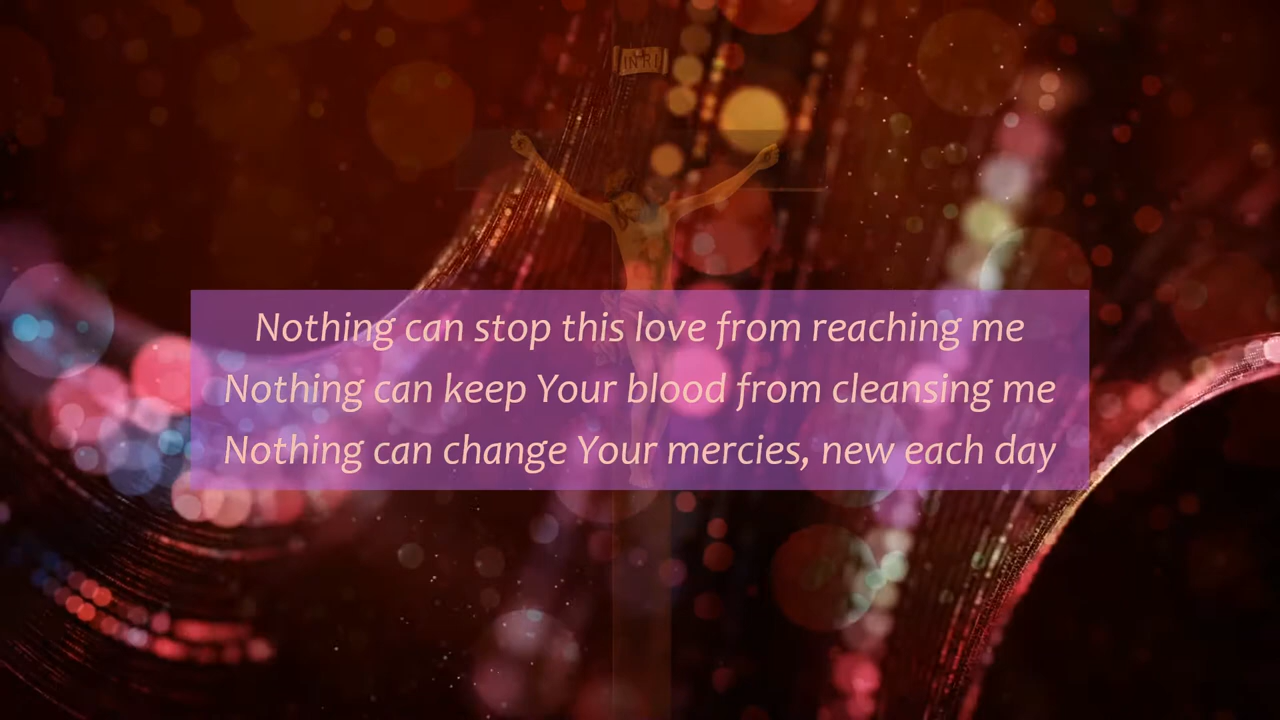 INRI
Nothing can stop this love from reaching me
Nothing can keep Your blood from cleansing me
Nothing can change Your mercies, new each day